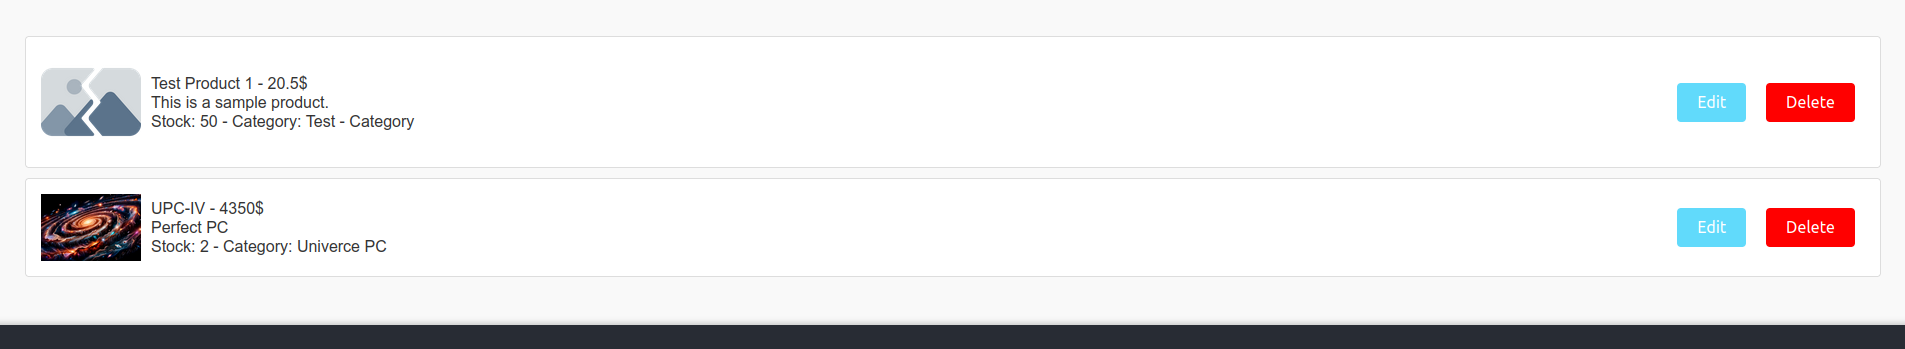 Test Product 1 - 20.5$
This is a sample product.
Stock: 50 - Category: Test - Category
Edit
Delete
UPC-IV - 4350$
Perfect PC
Stock: 2 - Category: Univerce PC
Edit
Delete